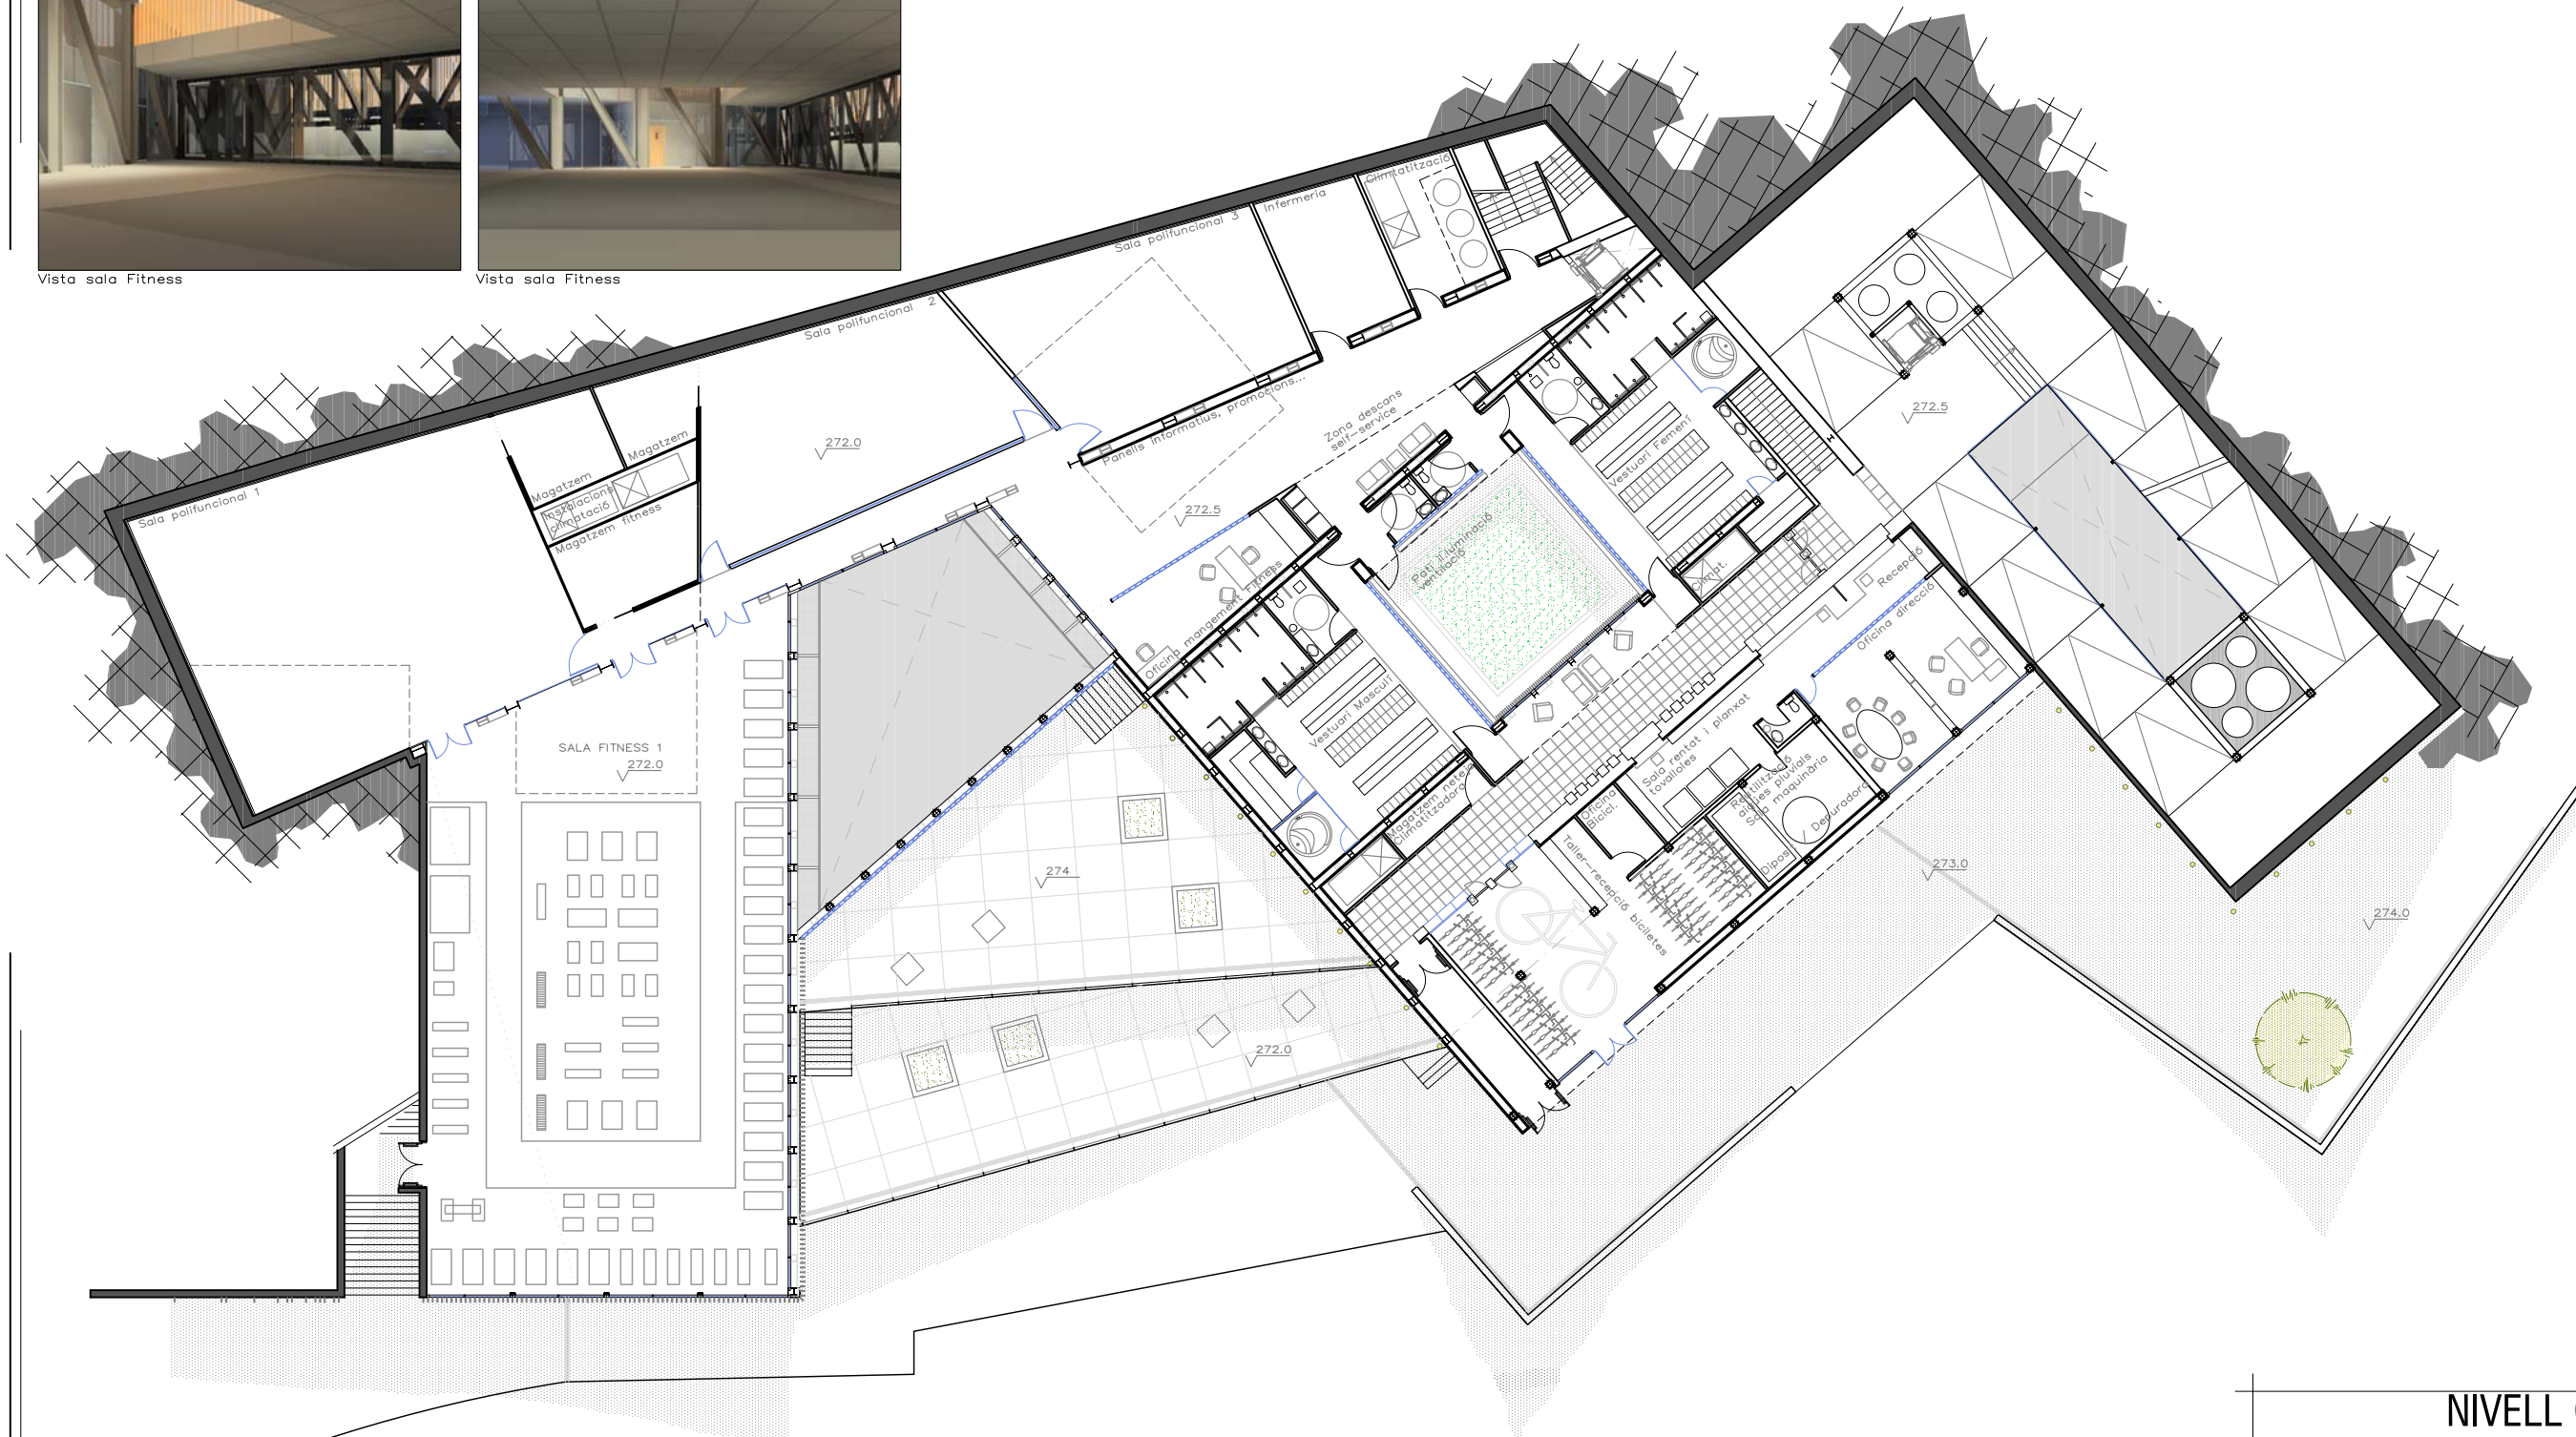 Vista sala Fitness
Vista sala Fitness
Climtatització
Infermeria
Sala polifuncional 3
Sala polifuncional 2
272.5
Panells informatius, promocions...
Zona descans
self-service
272.0
Magatzem
Magatzem
Instalacions
climatació
Magatzem fitness
Sala polifuncional 1
272.5
Vestuari Femení
Pati il·luminació
ventilació
Climat.
Recepció
Oficina direcció
Oficina mangement Fitness
Vestuari Masculí
SALA FITNESS 1
272.0
Sala rentat i planxat
tovalloles
Reutilització
aigües pluvials
Sala maquinària
/ Depuradora
Dipos
Oficina
Bicicl.
Magatzem neteja
Climatitzadora
Taller-recepció bicicletes
274
273.0
274.0
272.0
NIVELL